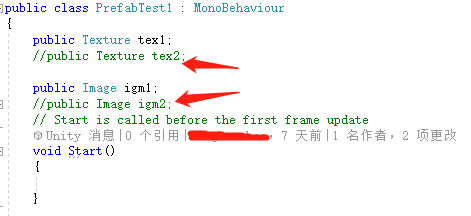 public class PrefabTest1 : MonoBehaviour
{
public Texture tex1;
//public Texture tex2;
public Image igm1;
//public Image igm2;
// Start is called before the first frame update
Unity 消息|0 个引用| , 7 天前|1 名作者, 2 项更改
void Start()
{
}